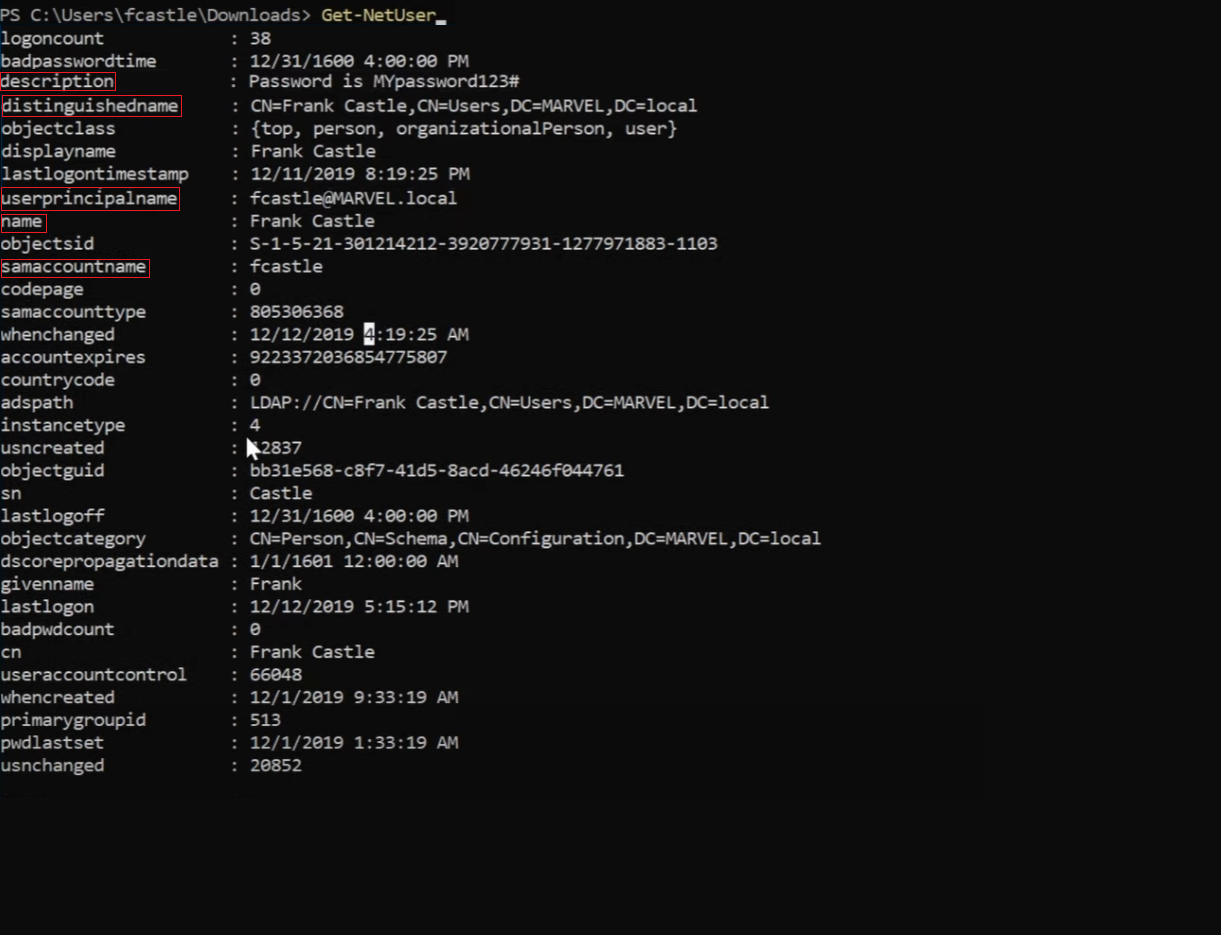 PS C:\Users\fcastle\Downloads> Get-NetUser_
logoncount : 38
badpasswordtime : 12/31/1600 4:00:00 PM
description : Password is MYpassword123#
distinguishedname : CN=Frank Castle,CN=Users,DC=MARVEL,DC=local
objectclass : {top, person, organizationalPerson, user}
displayname : Frank Castle
lastlogontimestamp : 12/11/2019 8:19:25 PM
userprincipalname : fcastle@MARVEL.local
name : Frank Castle
objectsid : S-1-5-21-301214212-3920777931-1277971883-1103
samaccountname : fcastle
codepage : 0
samaccounttype : 805306368
whenchanged : 12/12/2019 4:19:25 AM
accountexpires : 9223372036854775807
countrycode : 0
adspath : LDAP://CN=Frank Castle,CN=Users,DC=MARVEL,DC=local
instancetype : 4
usncreated : 12837
objectguid : bb31e568-c8f7-41d5-8acd-46246f044761
sn : Castle
lastlogoff : 12/31/1600 4:00:00 PM
objectcategory : CN=Person,CN=Schema,CN=Configuration,DC=MARVEL,DC=local
dscorepropagationdata : 1/1/1601 12:00:00 AM
givenname : Frank
lastlogon : 12/12/2019 5:15:12 PM
badpwdcount : 0
cn : Frank Castle
useraccountcontrol : 66048
whencreated : 12/1/2019 9:33:19 AM
primarygroupid : 513
pwdlastset : 12/1/2019 1:33:19 AM
usnchanged : 20852